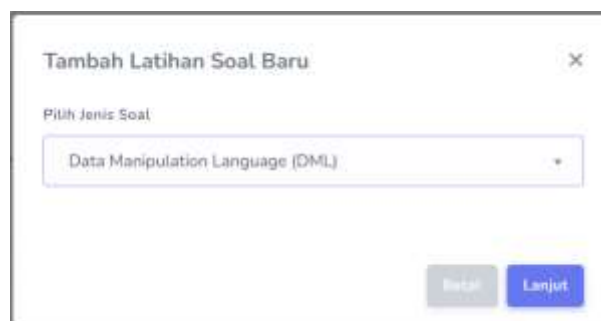 Tambah Latihan Soal Baru ×
Pilih Jenis Soal
Data Manipulation Language (DML)
Batal Lanjut